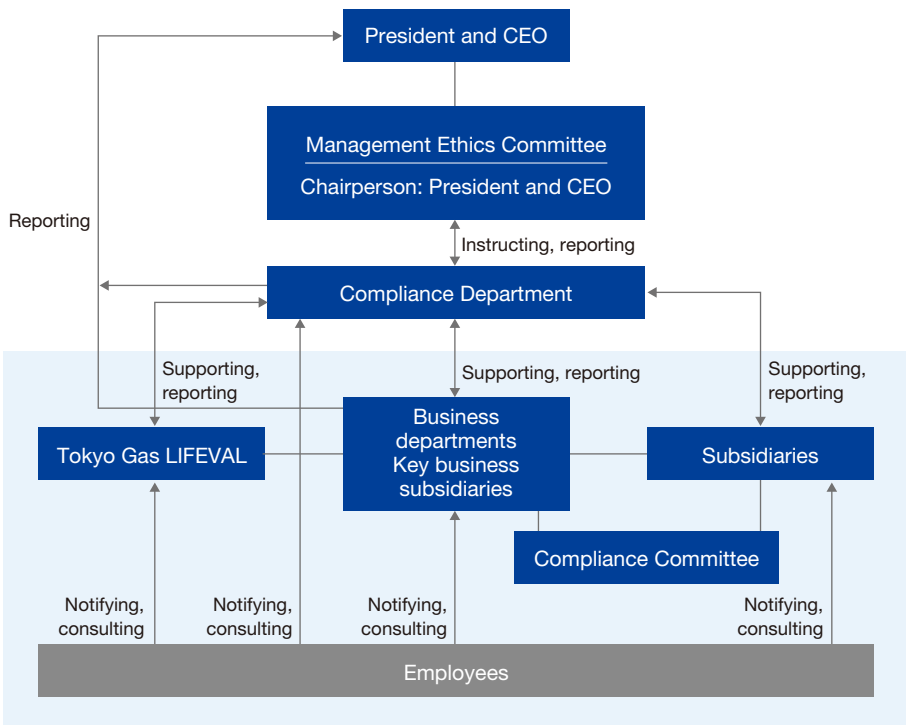 President and CEO
Management Ethics Committee
Chairperson: President and CEO
Reporting
Instructing, reporting
Compliance Department
Supporting,
reporting
Supporting, reporting
Supporting,
reporting
Tokyo Gas LIFEVAL
Business
departments
Key business
subsidiaries
Subsidiaries
Compliance Committee
Notifying,
consulting
Notifying,
consulting
Notifying,
consulting
Notifying,
consulting
Employees